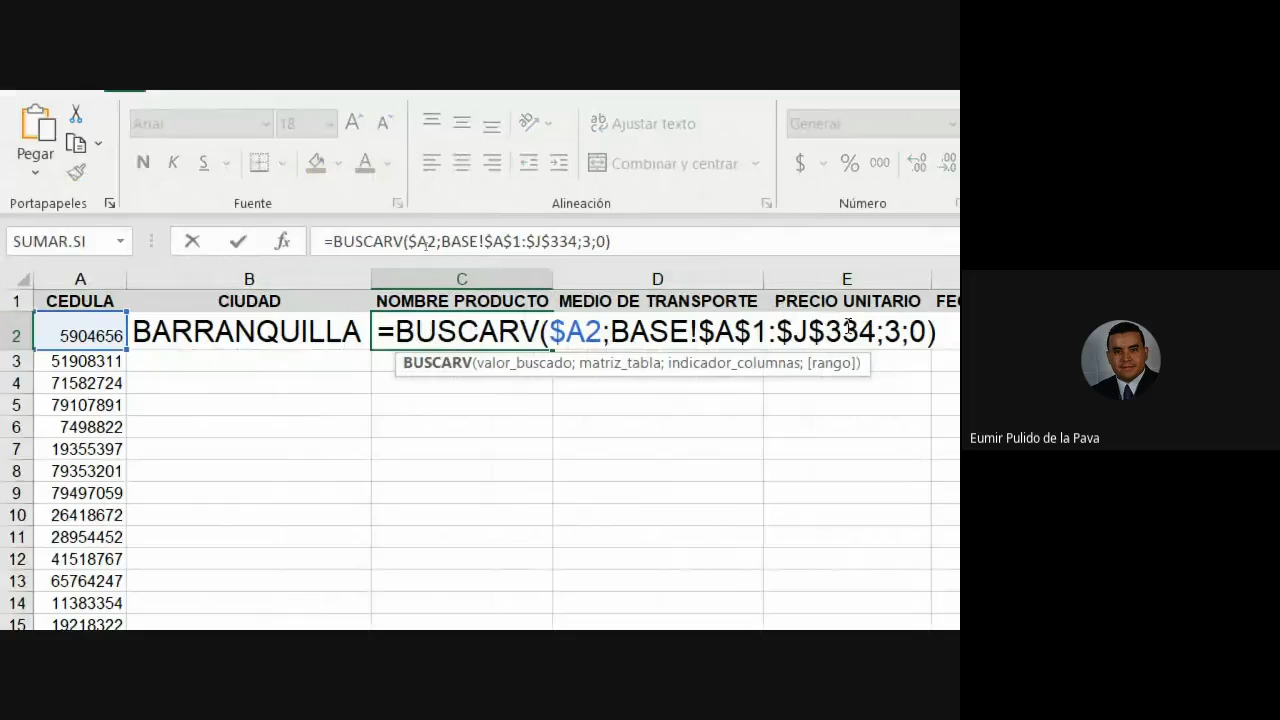 Pegar
Portapapeles
Arial 18 A A
N K S A
Fuente
ab Ajustar texto
Combinar y centrar
Alineación
General
$ % 000
Número
SUMAR.SI fx =BUSCARV($A2;BASE!$A$1:$J$334;3;0)
A B C D E
1 CEDULA CIUDAD NOMBRE PRODUCTO MEDIO DE TRANSPORTE PRECIO UNITARIO FEC
2 5904656 BARRANQUILLA =BUSCARV($A2;BASE!$A$1:$J$334;3;0)
BUSCARV(valor_buscado; matriz_tabla; indicador_columnas; [rango])
3 51908311
4 71582724
5 79107891
6 7498822
7 19355397
8 79353201
9 79497059
10 26418672
11 28954452
12 41518767
13 65764247
14 11383354
15 19218322
Eumir Pulido de la Pava